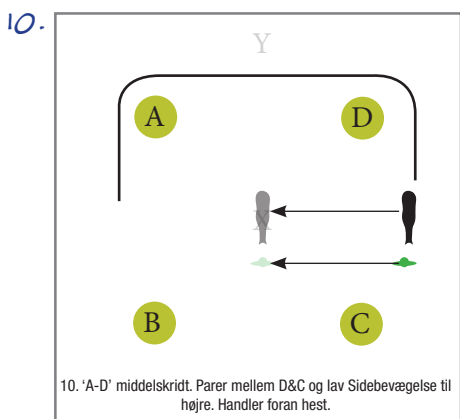 10.
Y
A
D
X
B
C
10. 'A-D' middelskridt. Parer mellem D&C og lav Sidebevægelse til
højre. Handler foran hest.